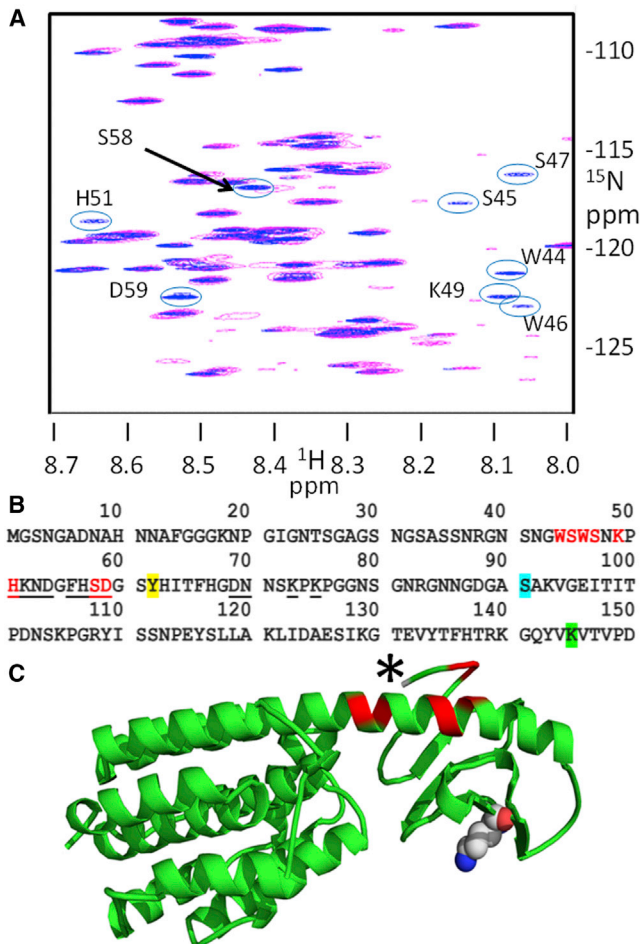 A
-110
S58
-115
S47
15N
H51
S45
ppm
-120
W44
D59
K49
W46
-125
8.7 8.6 8.5 8.4 1H 8.3 8.2 8.1 8.0
ppm
B
10 20 30 40 50
MGSNGADNAH NNAFGGGKNP GIGNTSGAGS NGSASSNRGN SNGWSWSNKP
60 70 80 90 100
HKNDGFHSDG SYHITFHGDN NSKPKPGGNS GNRGNNGDGA SAKVGEITIT
110 120 130 140 150
PDNSKPGRYI SSNPEYSLLA KLIDAESIKG TEVYTFHTRK GQYVKVTVPD
C
*